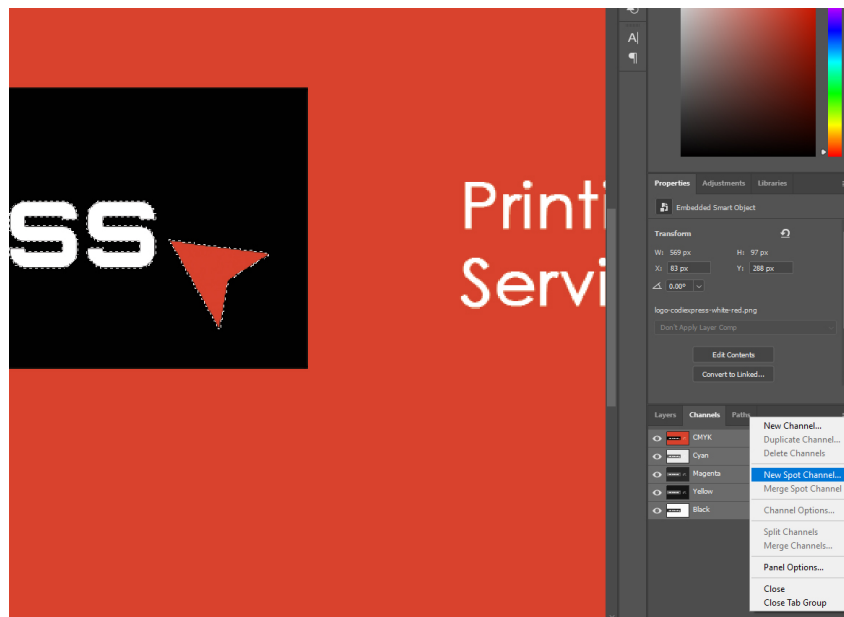 A|
¶
SS
Printi
Servi
Properties Adjustments Libraries
Embedded Smart Object
Transform
W: 569 px H: 97 px
X: 83 px Y: 288 px
0.00°
logo-codiexpress-white-red.png
Don't Apply Layer Comp
Edit Contents
Convert to Linked...
Layers Channels Paths
CMYK
Cyan
Magenta
Yellow
Black
New Channel...
Duplicate Channel...
Delete Channels
New Spot Channel...
Merge Spot Channel
Channel Options...
Split Channels
Merge Channels...
Panel Options...
Close
Close Tab Group